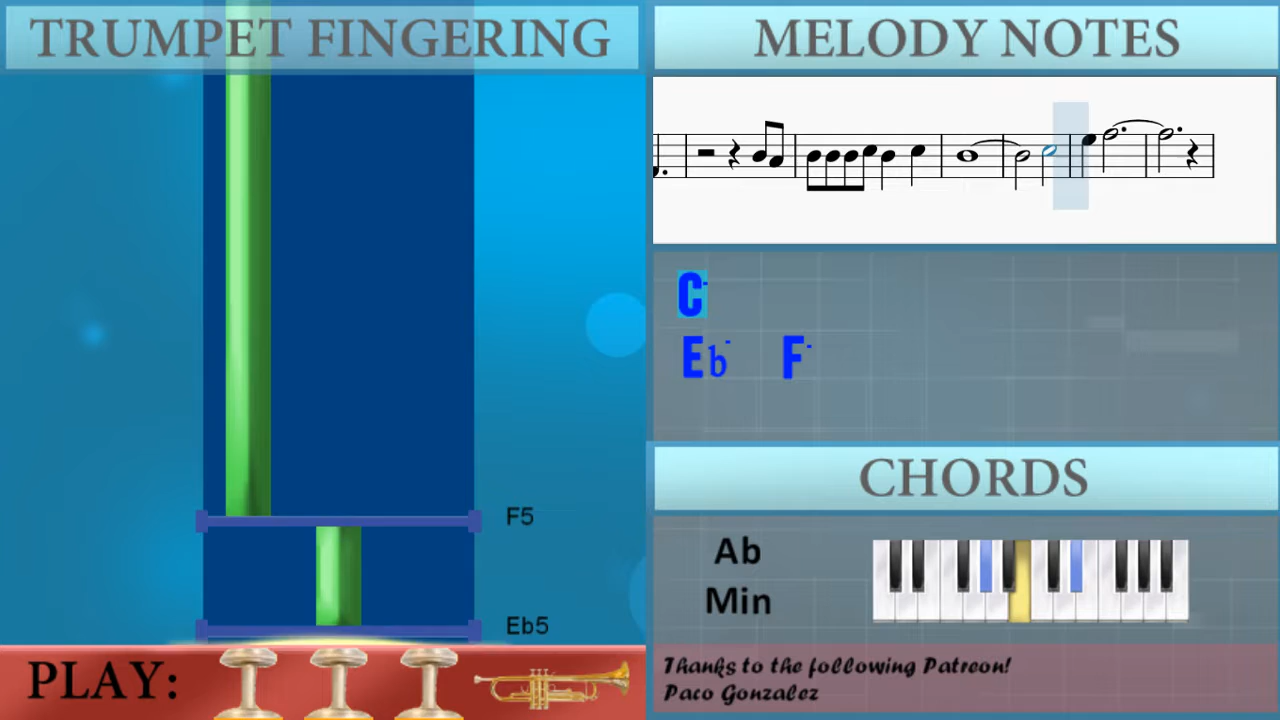 TRUMPET FINGERING
MELODY NOTES
C-
Eb- F-
F5
Eb5
CHORDS
Ab
Min
PLAY:
Thanks to the following Patreon!
Paco Gonzalez